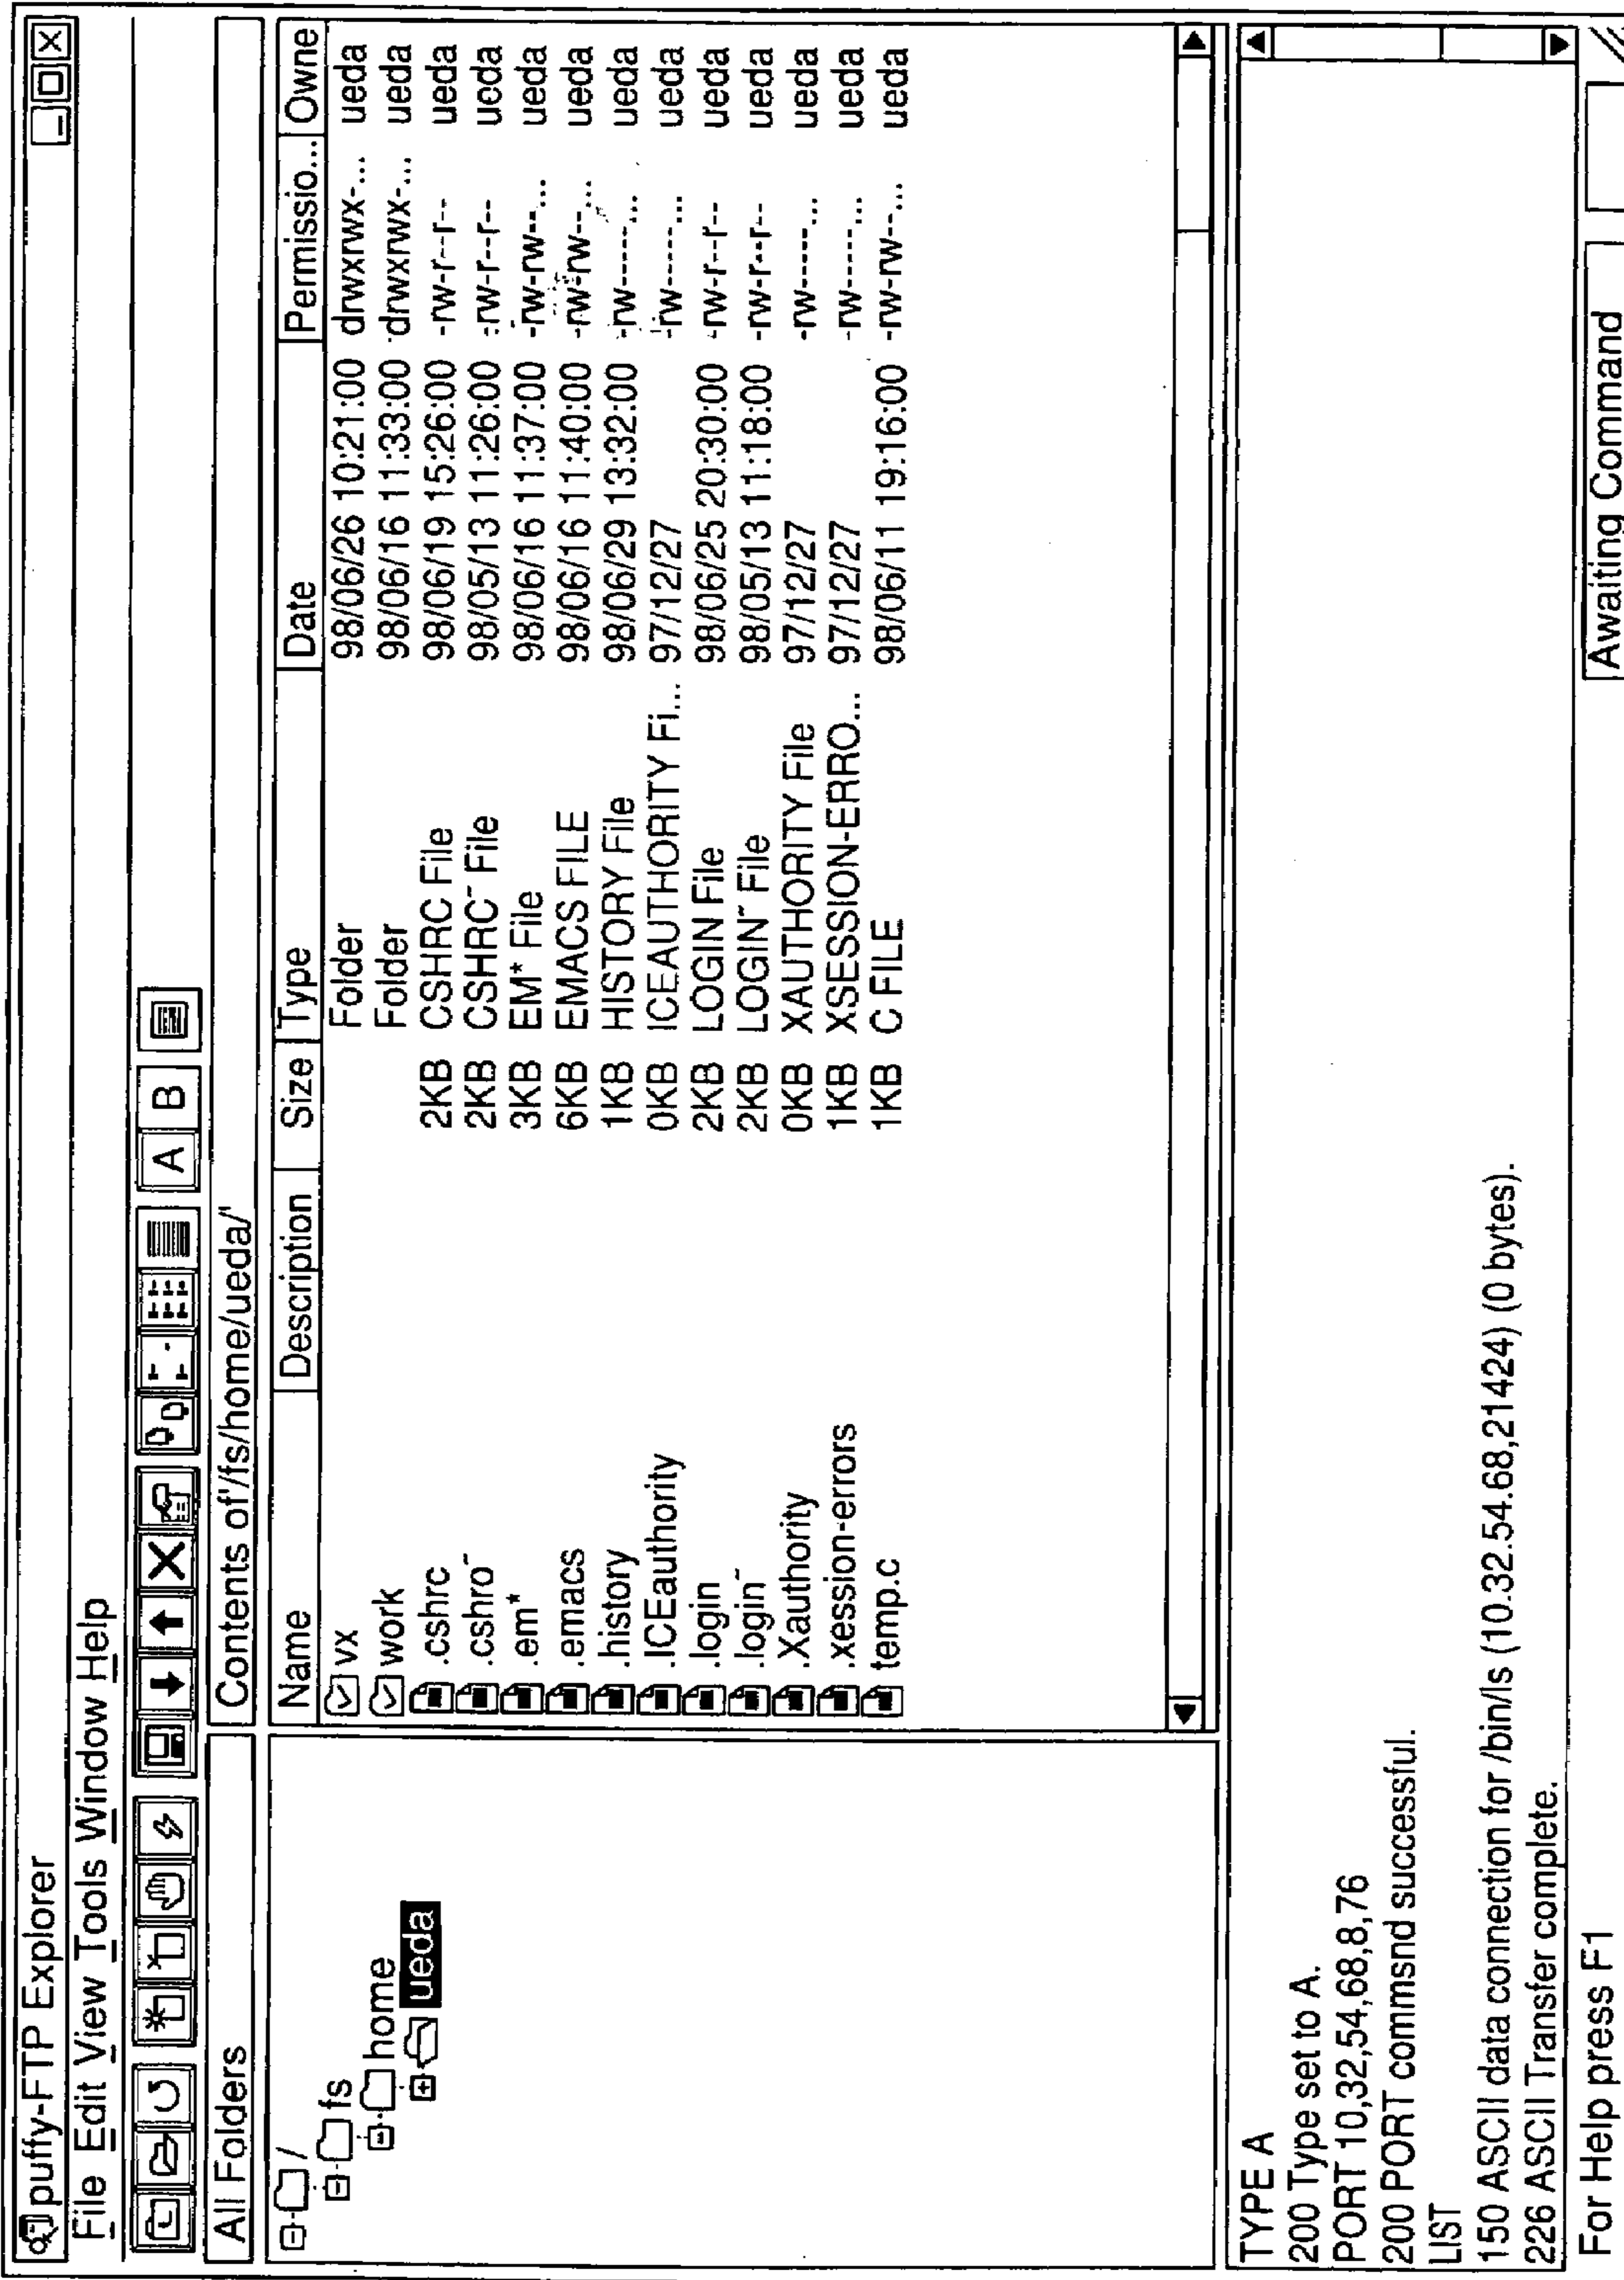 puffy-FTP Explorer
File Edit View Tools Window Help
A B
All Folders
Contents of'/fs/home/ueda/'
/
fs
home
ueda
Name Description Size Type Date Permissio... Owne
vx Folder 98/06/26 10:21:00 drwxrwx-... ueda
work Folder 98/06/16 11:33:00 drwxrwx-... ueda
.cshrc 2KB CSHRC File 98/06/19 15:26:00 -rw-r--r-- ueda
.cshro~ 2KB CSHRC~ File 98/05/13 11:26:00 -rw-r--r-- ueda
.em* 3KB EM* File 98/06/16 11:37:00 -rw-rw--... ueda
.emacs 6KB EMACS FILE 98/06/16 11:40:00 -rw-rw--... ueda
.history 1KB HISTORY File 98/06/29 13:32:00 -rw-----... ueda
.ICEauthority 0KB ICEAUTHORITY Fi... 97/12/27 -rw-----... ueda
.login 2KB LOGIN File 98/06/25 20:30:00 -rw-r--r-- ueda
.login~ 2KB LOGIN~ File 98/05/13 11:18:00 -rw-r--r-- ueda
.Xauthority 0KB XAUTHORITY File 97/12/27 -rw-----... ueda
.xession-errors 1KB XSESSION-ERRO... 97/12/27 -rw-----... ueda
temp.c 1KB C FILE 98/06/11 19:16:00 -rw-rw--... ueda
TYPE A
200 Type set to A.
PORT 10,32,54,68,8,76
200 PORT commsnd successful.
LIST
150 ASCII data connection for /bin/ls (10.32.54.68,21424) (0 bytes).
226 ASCII Transfer complete.
For Help press F1
Awaiting Command